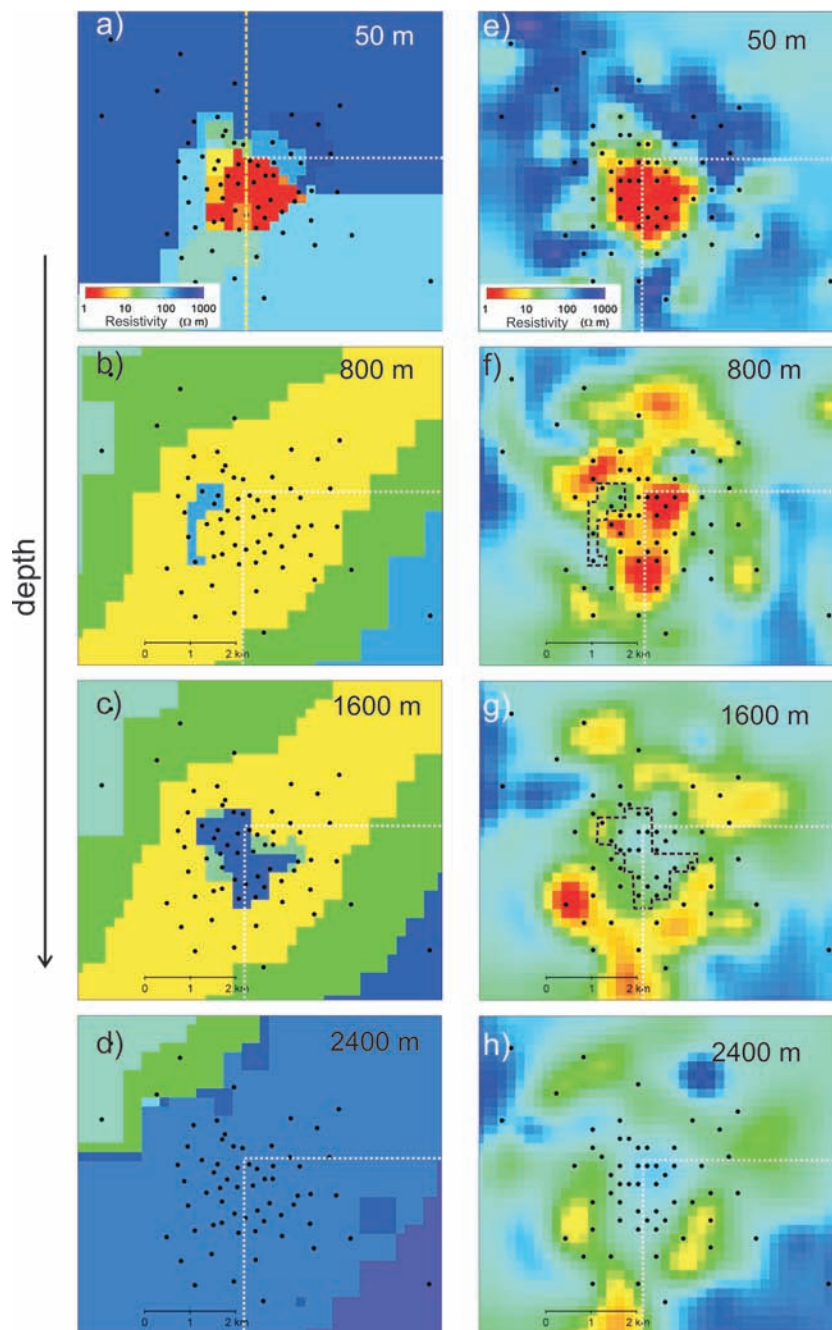 a) 50 m
1 10 100 1000
Resistivity (Ω m)
e) 50 m
1 10 100 1000
Resistivity (Ω m)
depth
b) 800 m
0 1 2 km
f) 800 m
0 1 2 km
c) 1600 m
0 1 2 km
g) 1600 m
0 1 2 km
d) 2400 m
0 1 2 km
h) 2400 m
0 1 2 km